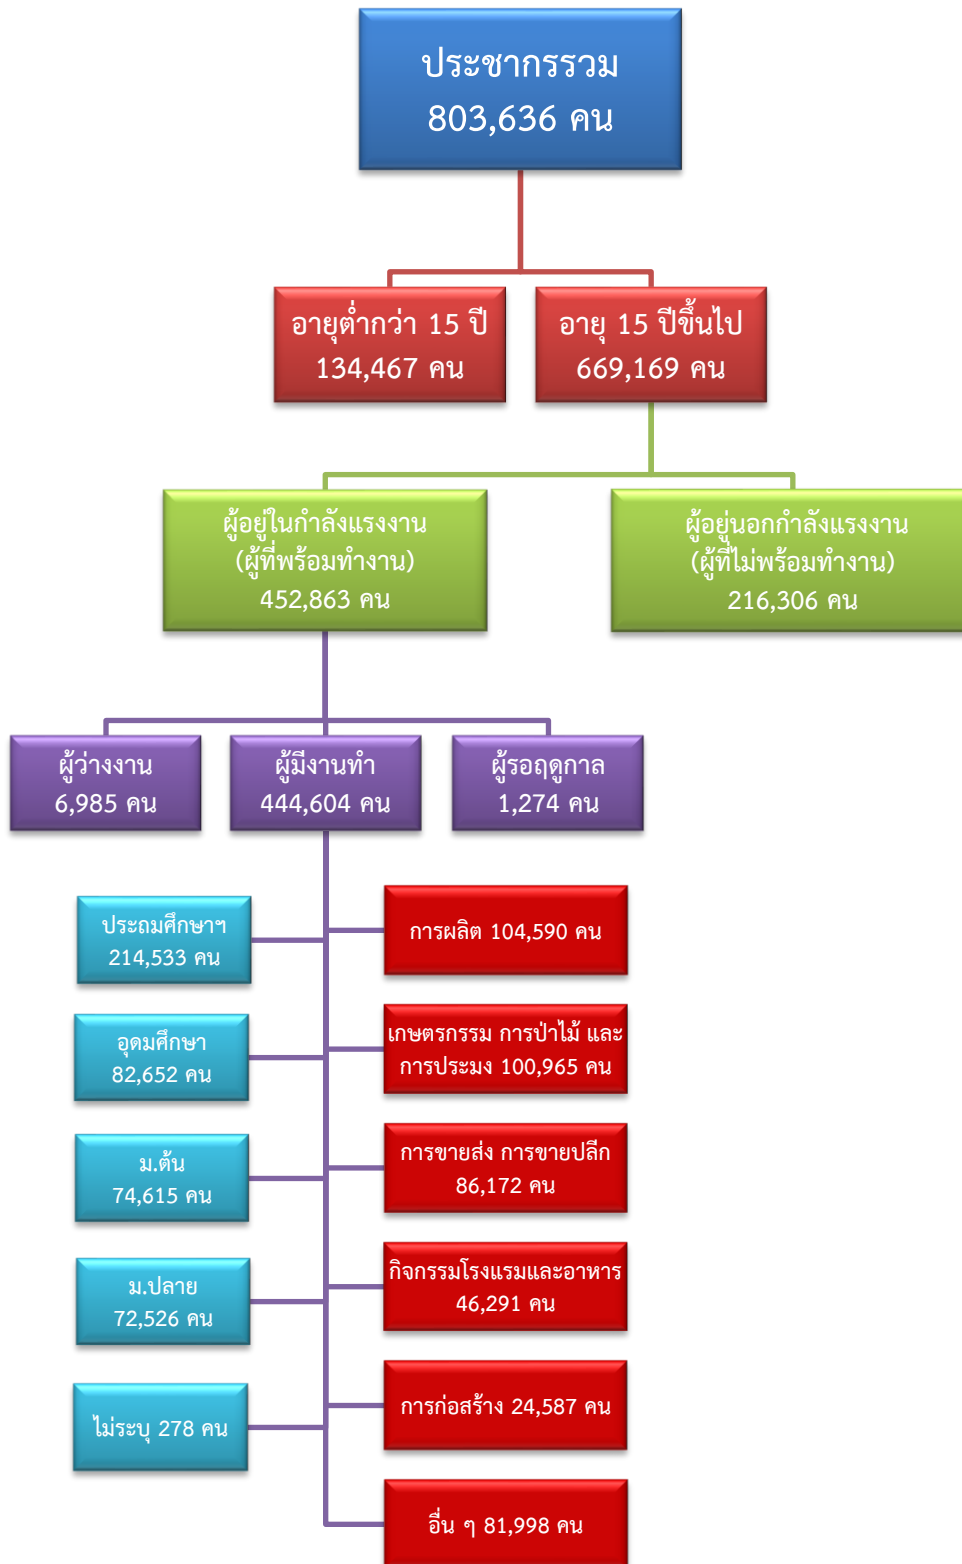 ประชากรรวม
803,636 คน
อายุต่ำกว่า 15 ปี
134,467 คน
อายุ 15 ปีขึ้นไป
669,169 คน
ผู้อยู่ในกำลังแรงงาน
(ผู้ที่พร้อมทำงาน)
452,863 คน
ผู้อยู่นอกกำลังแรงงาน
(ผู้ที่ไม่พร้อมทำงาน)
216,306 คน
ผู้ว่างงาน
6,985 คน
ผู้มีงานทำ
444,604 คน
ผู้รอฤดูกาล
1,274 คน
ประถมศึกษาฯ
214,533 คน
อุดมศึกษา
82,652 คน
ม.ต้น
74,615 คน
ม.ปลาย
72,526 คน
ไม่ระบุ 278 คน
การผลิต 104,590 คน
เกษตรกรรม การป่าไม้ และ
การประมง 100,965 คน
การขายส่ง การขายปลีก
86,172 คน
กิจกรรมโรงแรมและอาหาร
46,291 คน
การก่อสร้าง 24,587 คน
อื่น ๆ 81,998 คน